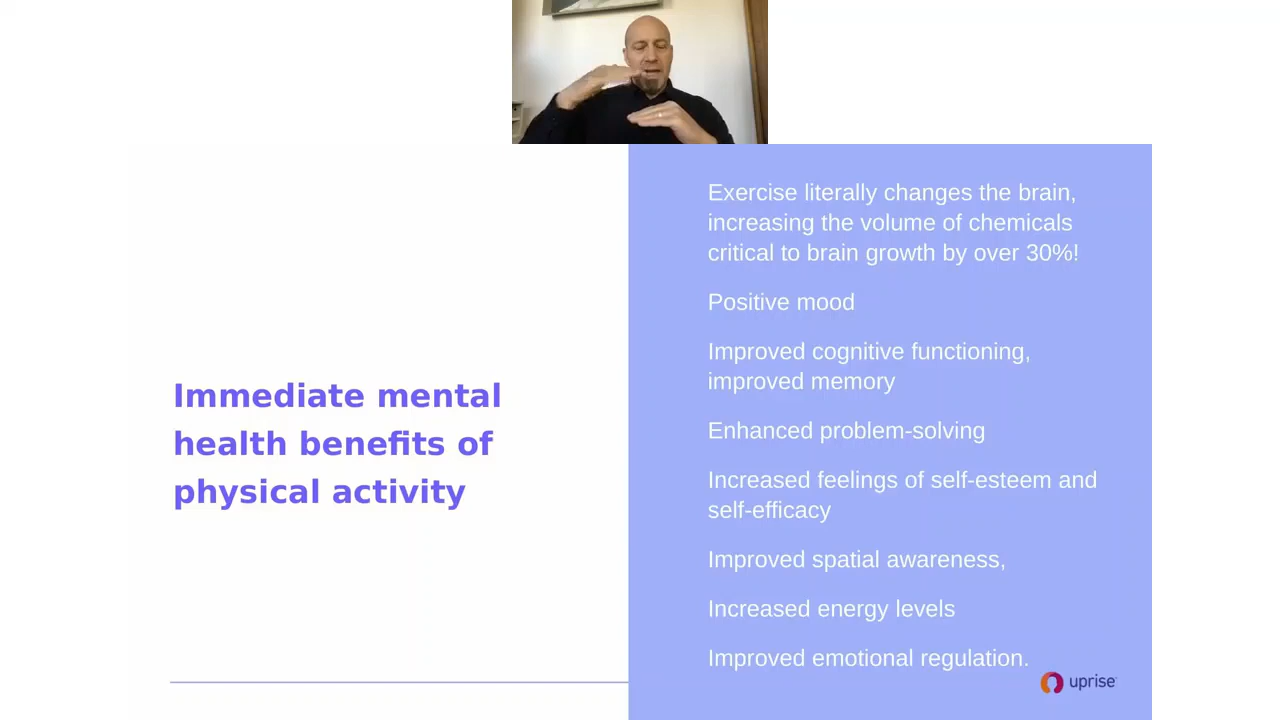 Immediate mental
health benefits of
physical activity
Exercise literally changes the brain,
increasing the volume of chemicals
critical to brain growth by over 30%!
Positive mood
Improved cognitive functioning,
improved memory
Enhanced problem-solving
Increased feelings of self-esteem and
self-efficacy
Improved spatial awareness,
Increased energy levels
Improved emotional regulation.
uprise